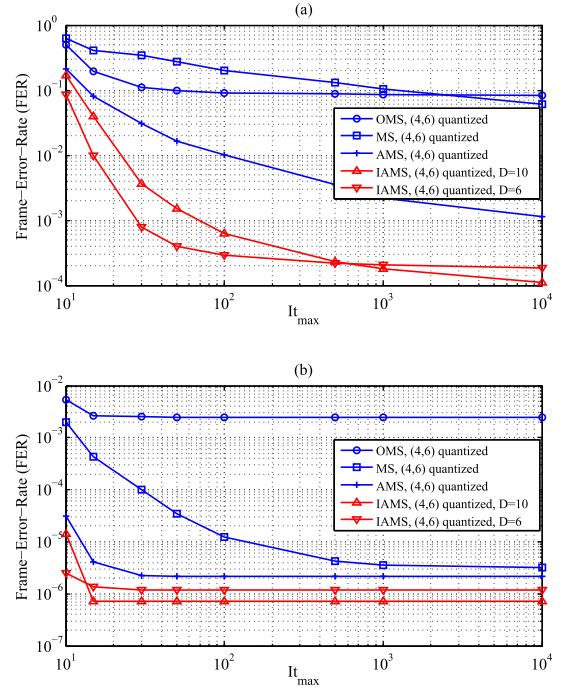 (a)
Frame−Error−Rate (FER)
10^0
10^−1
10^−2
10^−3
10^−4
OMS, (4,6) quantized
MS, (4,6) quantized
AMS, (4,6) quantized
IAMS, (4,6) quantized, D=10
IAMS, (4,6) quantized, D=6
10^1 10^2 10^3 10^4
It_max
(b)
Frame−Error−Rate (FER)
10^−2
10^−3
10^−4
10^−5
10^−6
10^−7
OMS, (4,6) quantized
MS, (4,6) quantized
AMS, (4,6) quantized
IAMS, (4,6) quantized, D=10
IAMS, (4,6) quantized, D=6
10^1 10^2 10^3 10^4
It_max